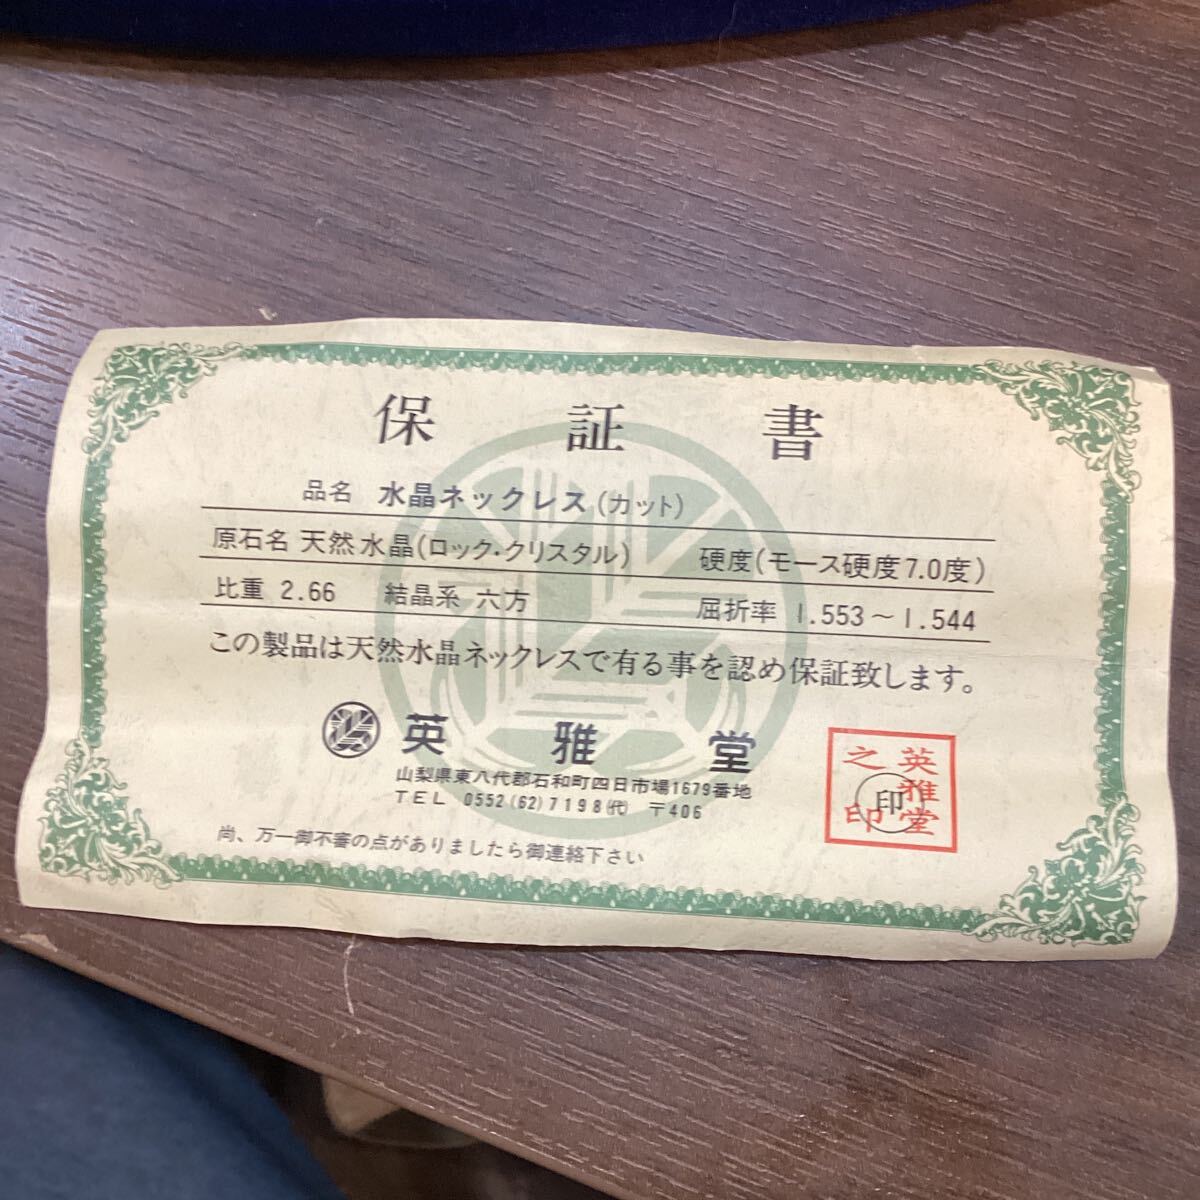 保証書
品名 水晶ネックレス(カット)
原石名 天然水晶(ロック・クリスタル) 硬度(モース硬度7.0度)
比重 2.66 結晶系 六方 屈折率 1.553～1.544
この製品は天然水晶ネックレスで有る事を認め保証致します。
英雅堂
山梨県東八代郡石和町四日市場1679番地
TEL 0552(62)7198㈹ 〒406
尚、万一御不審の点がありましたら御連絡下さい
英雅堂
之印
印